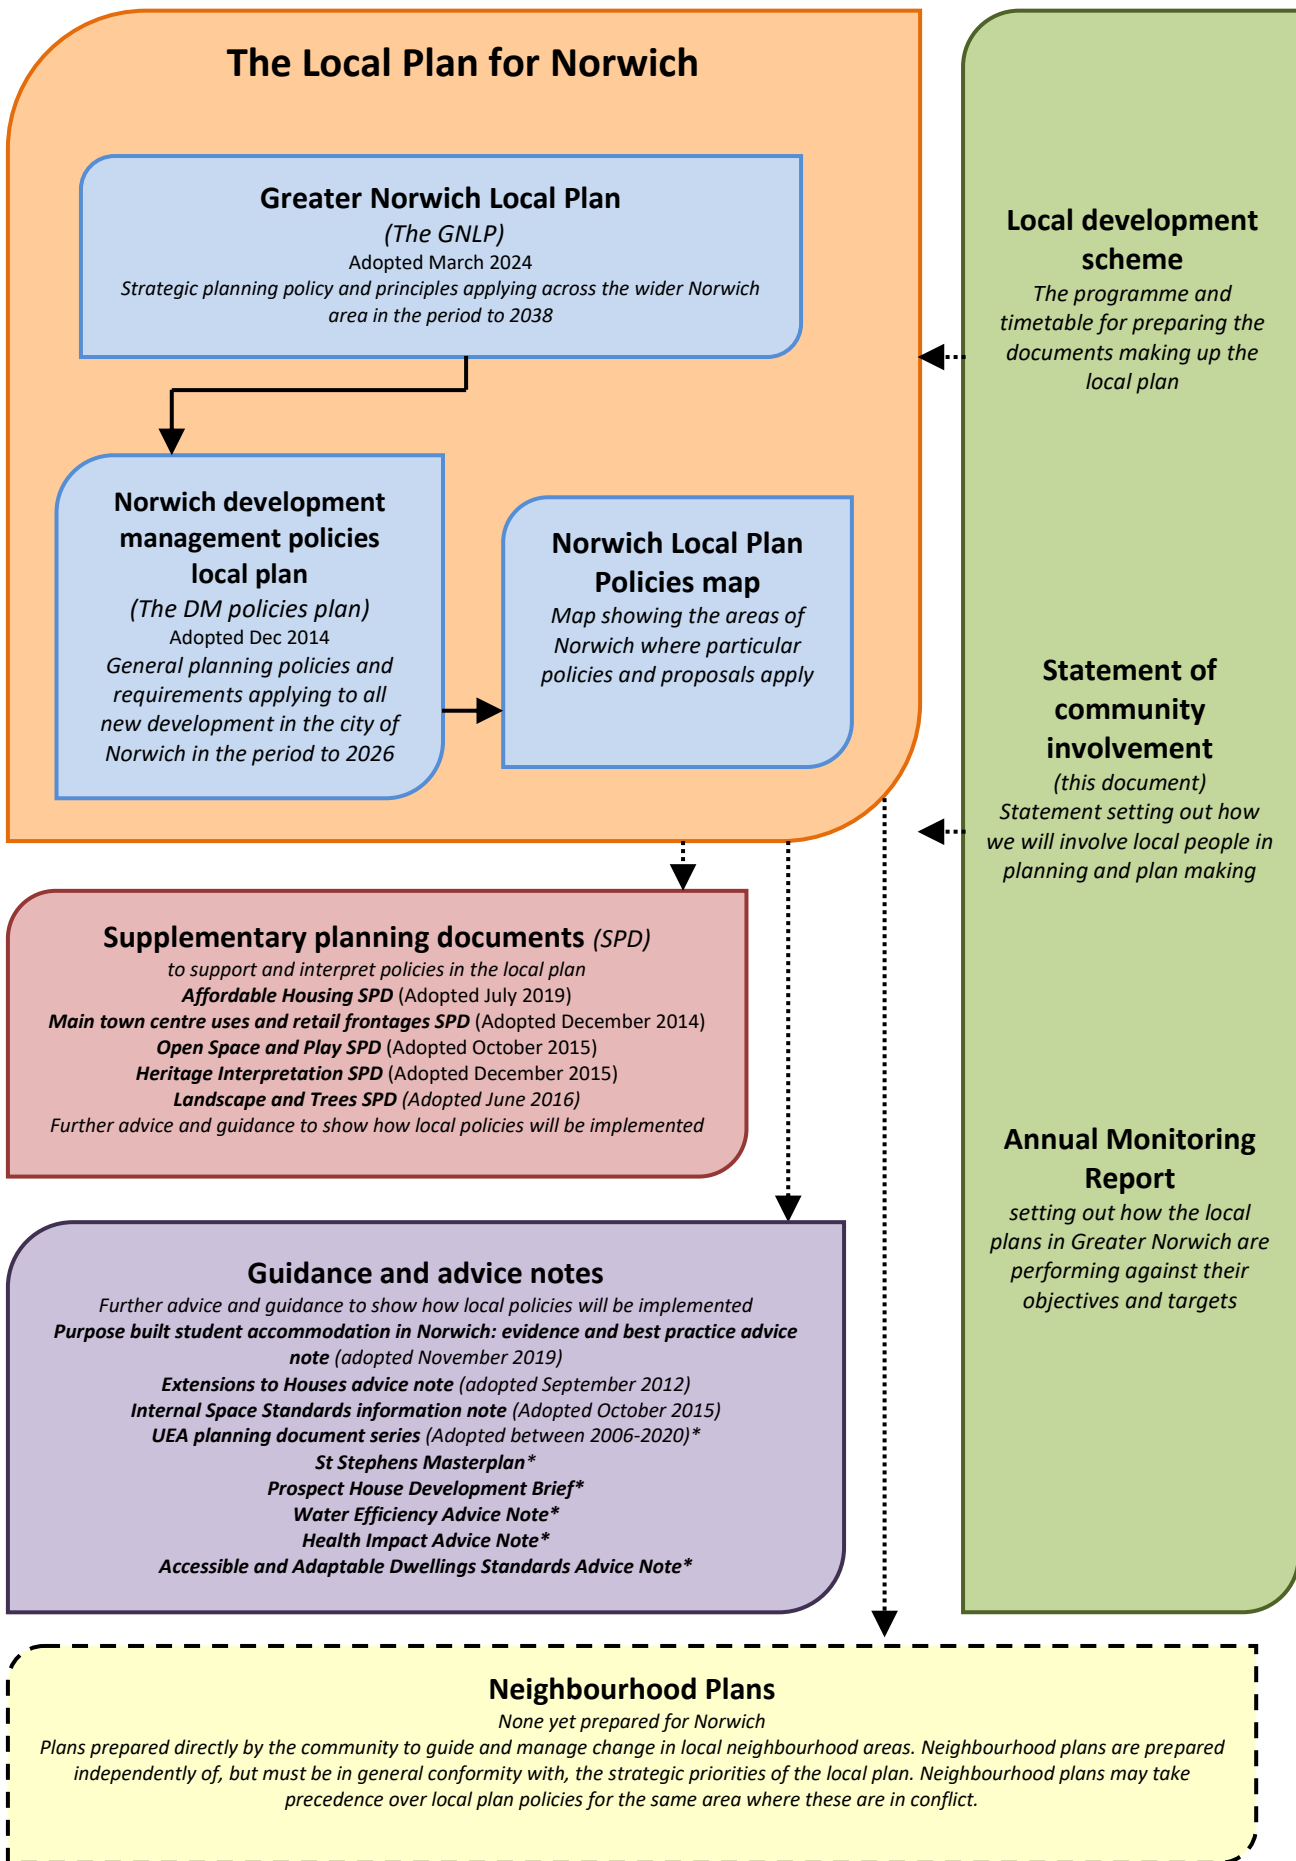 The Local Plan for Norwich
Greater Norwich Local Plan
(The GNLP)
Adopted March 2024
Strategic planning policy and principles applying across the wider Norwich
area in the period to 2038
Norwich development
management policies
local plan
(The DM policies plan)
Adopted Dec 2014
General planning policies and
requirements applying to all
new development in the city of
Norwich in the period to 2026
Norwich Local Plan
Policies map
Map showing the areas of
Norwich where particular
policies and proposals apply
Local development
scheme
The programme and
timetable for preparing the
documents making up the
local plan
Statement of
community
involvement
(this document)
Statement setting out how
we will involve local people in
planning and plan making
Annual Monitoring
Report
setting out how the local
plans in Greater Norwich are
performing against their
objectives and targets
Supplementary planning documents (SPD)
to support and interpret policies in the local plan
Affordable Housing SPD (Adopted July 2019)
Main town centre uses and retail frontages SPD (Adopted December 2014)
Open Space and Play SPD (Adopted October 2015)
Heritage Interpretation SPD (Adopted December 2015)
Landscape and Trees SPD (Adopted June 2016)
Further advice and guidance to show how local policies will be implemented
Guidance and advice notes
Further advice and guidance to show how local policies will be implemented
Purpose built student accommodation in Norwich: evidence and best practice advice
note (adopted November 2019)
Extensions to Houses advice note (adopted September 2012)
Internal Space Standards information note (Adopted October 2015)
UEA planning document series (Adopted between 2006-2020)*
St Stephens Masterplan*
Prospect House Development Brief*
Water Efficiency Advice Note*
Health Impact Advice Note*
Accessible and Adaptable Dwellings Standards Advice Note*
Neighbourhood Plans
None yet prepared for Norwich
Plans prepared directly by the community to guide and manage change in local neighbourhood areas. Neighbourhood plans are prepared
independently of, but must be in general conformity with, the strategic priorities of the local plan. Neighbourhood plans may take
precedence over local plan policies for the same area where these are in conflict.